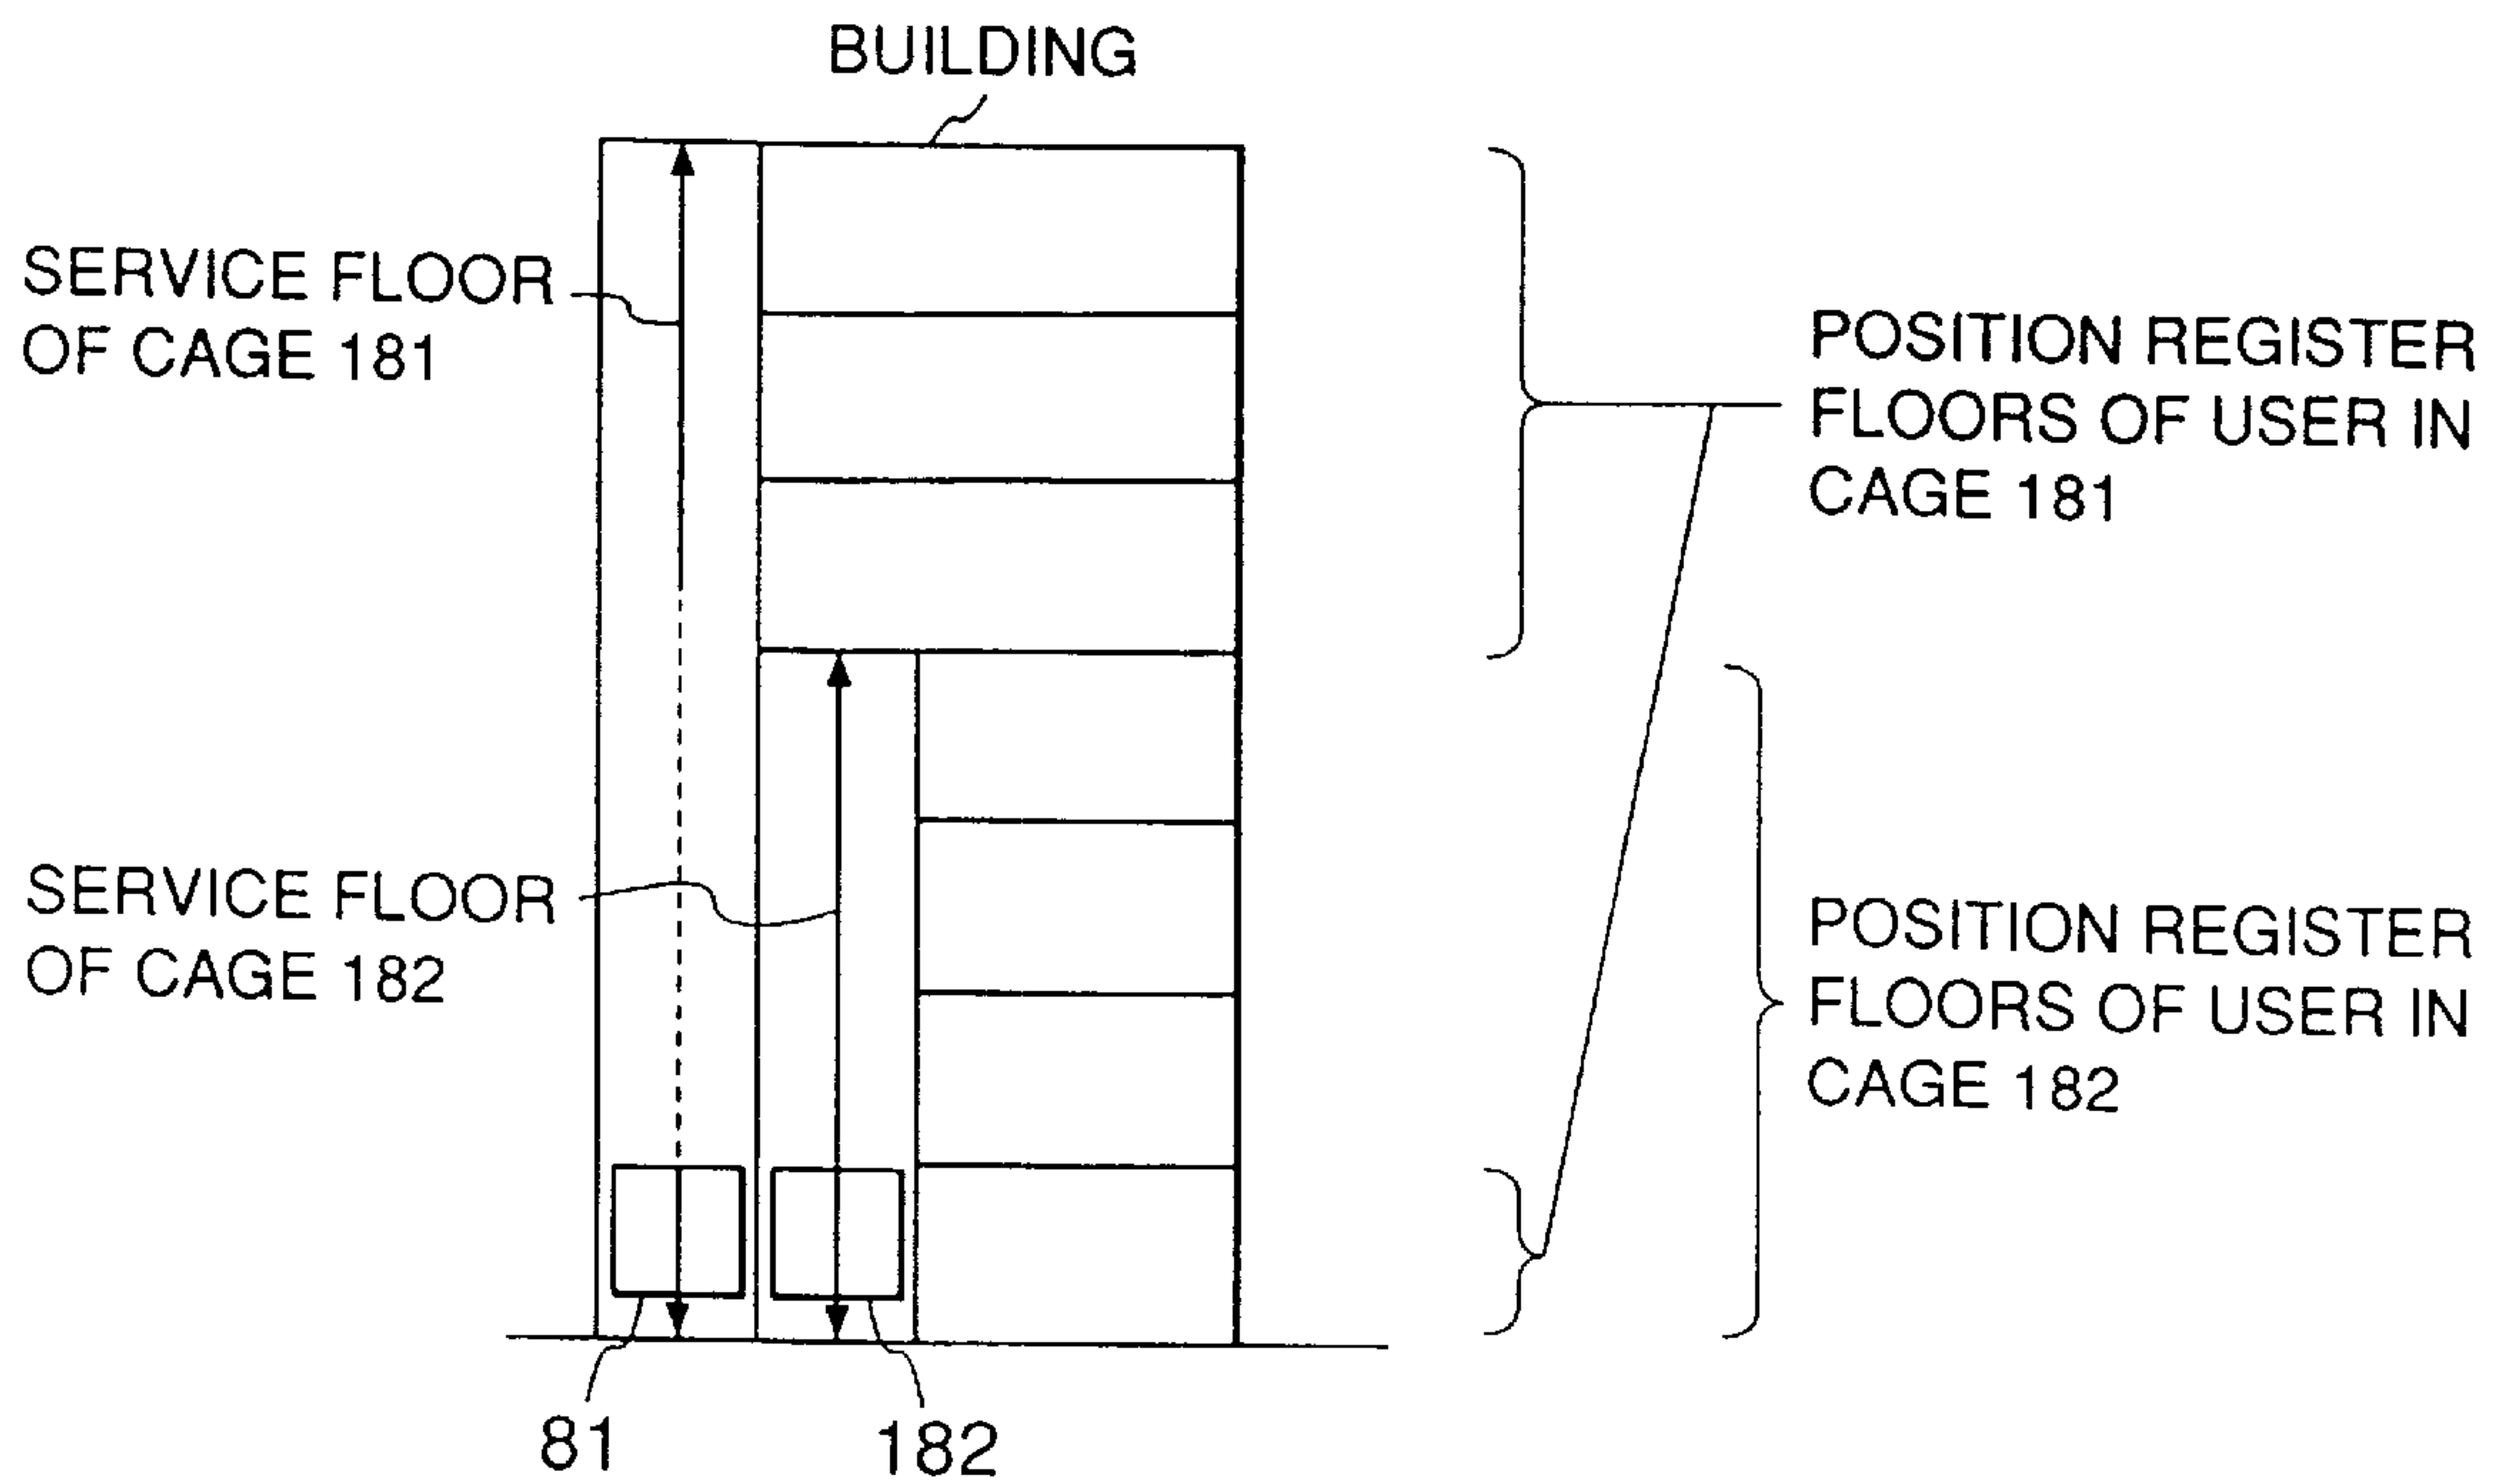 BUILDING
SERVICE FLOOR
OF CAGE 181
POSITION REGISTER
FLOORS OF USER IN
CAGE 181
SERVICE FLOOR
OF CAGE 182
POSITION REGISTER
FLOORS OF USER IN
CAGE 182
81
182